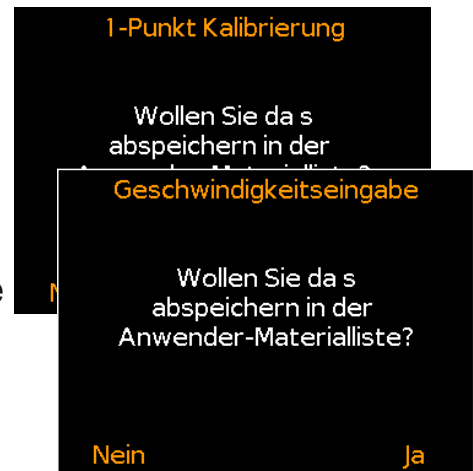 1-Punkt Kalibrierung
Wollen Sie da s
abspeichern in der
Geschwindigkeitseingabe
Wollen Sie da s
abspeichern in der
Anwender-Materialliste?
Nein
Ja